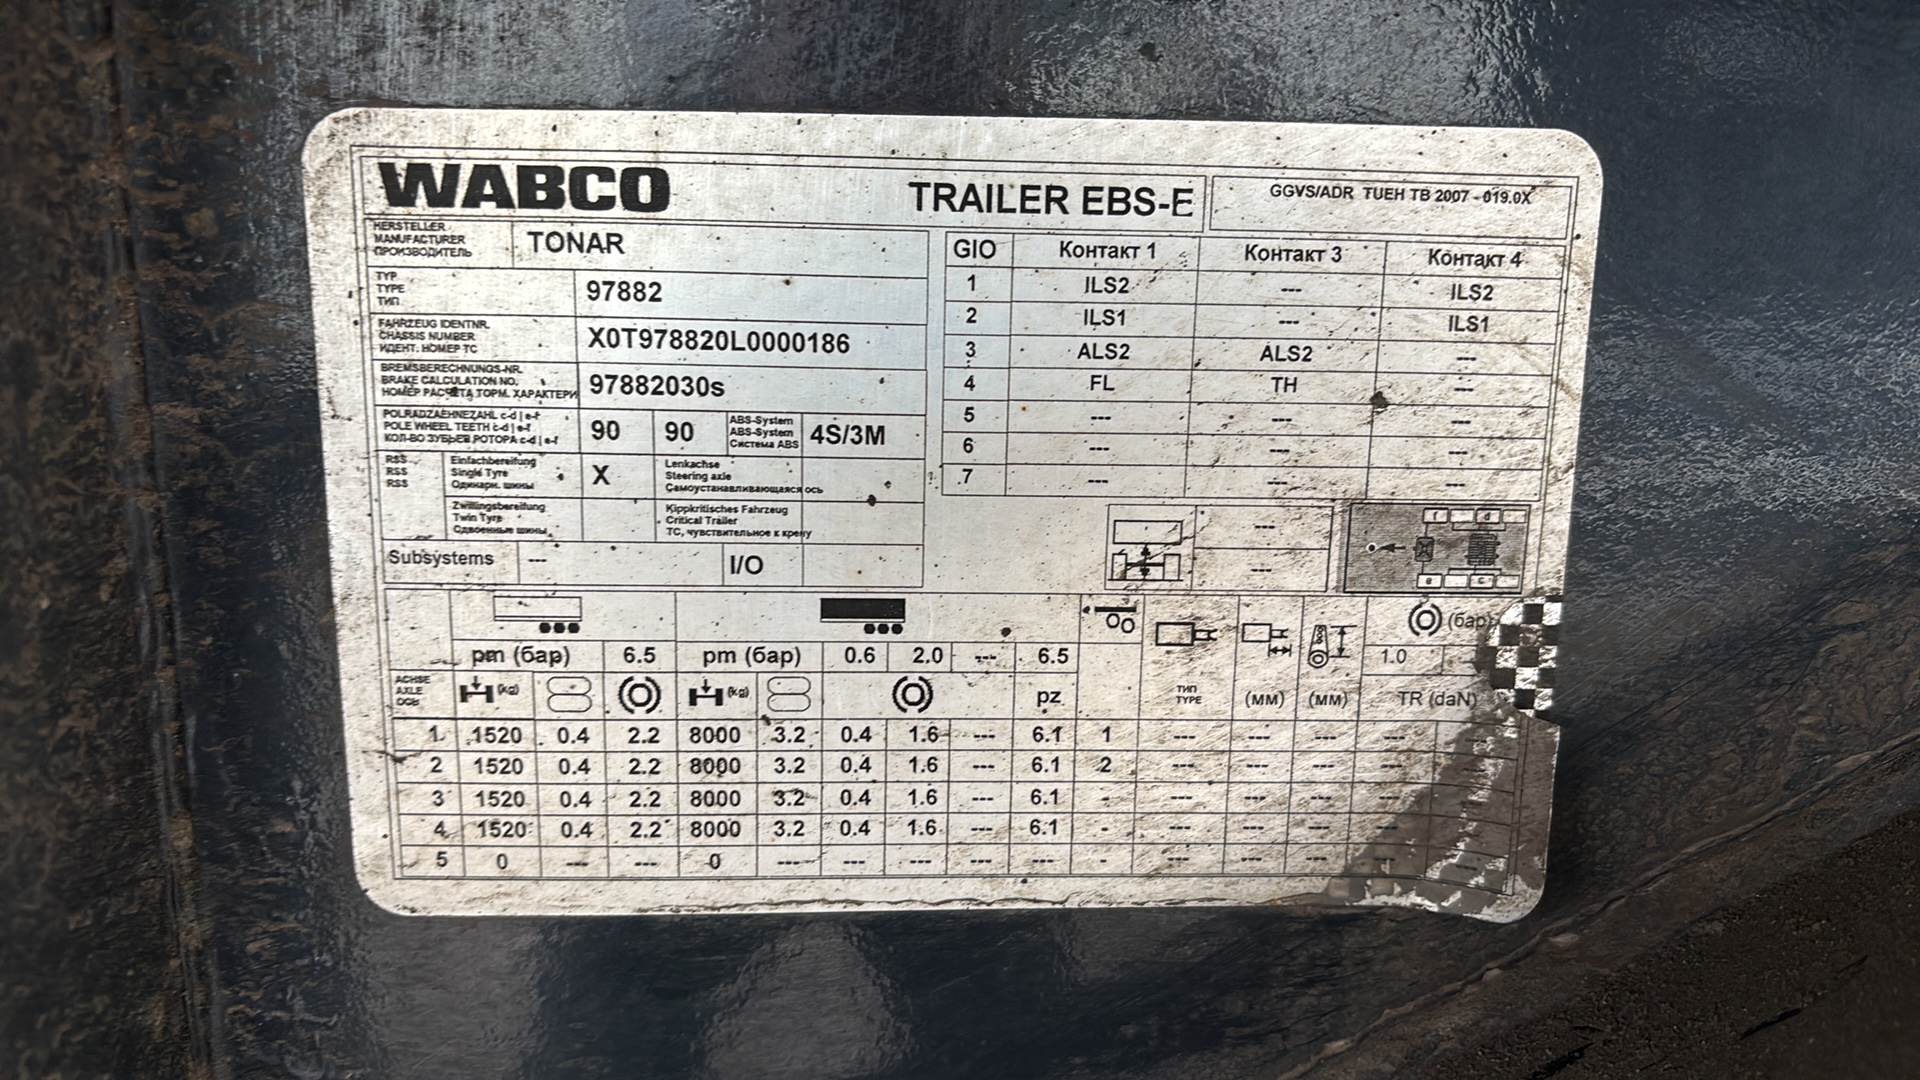 WABCO TRAILER EBS-E GGVS/ADR TUEH TB 2007 - 019.0X
HERSTELLER
MANUFACTURER
ПРОИЗВОДИТЕЛЬ
TONAR
TYP
TYPE
ТИП
97882
FAHRZEUG IDENTNR.
CHASSIS NUMBER
ИДЕНТ. НОМЕР ТС
X0T978820L0000186
BREMSBERECHNUNGS-NR.
BRAKE CALCULATION NO.
НОМЕР РАСЧЕТА ТОРМ. ХАРАКТЕРИ
97882030s
POLRADZAEHNEZAHL c-d | e-f
POLE WHEEL TEETH c-d | e-f
КОЛ-ВО ЗУБЬЕВ РОТОРА c-d | e-f
90 90
ABS-System
ABS-System
Система ABS
4S/3M
RSS
RSS
RSS
Einfachbereifung
Single Tyre
Одинарн. шины
X
Lenkachse
Steering axle
Самоустанавливающаяся ось
Zwillingsbereifung
Twin Tyre
Сдвоенные шины
Kippkritisches Fahrzeug
Critical Trailer
ТС, чувствительное к крену
Subsystems --- I/O
GIO Контакт 1 Контакт 3 Контакт 4
1 ILS2 --- ILS2
2 ILS1 --- ILS1
3 ALS2 ALS2 ---
4 FL TH ---
5 --- --- ---
6 --- --- ---
7 --- --- ---
---
---
f d
e c
pm (бар) 6.5 pm (бар) 0.6 2.0 --- 6.5 (бар) 1.0
ACHSE
AXLE
ОСЬ
(kg) (kg) pz
ТИП
TYPE
(мм) (мм) TR (daN)
1 1520 0.4 2.2 8000 3.2 0.4 1.6 --- 6.1 1 --- --- --- --- ---
2 1520 0.4 2.2 8000 3.2 0.4 1.6 --- 6.1 2 --- --- --- --- ---
3 1520 0.4 2.2 8000 3.2 0.4 1.6 --- 6.1 - --- --- --- --- ---
4 1520 0.4 2.2 8000 3.2 0.4 1.6 --- 6.1 - --- --- --- --- ---
5 0 --- --- 0 --- --- --- --- --- - --- --- --- --- ---